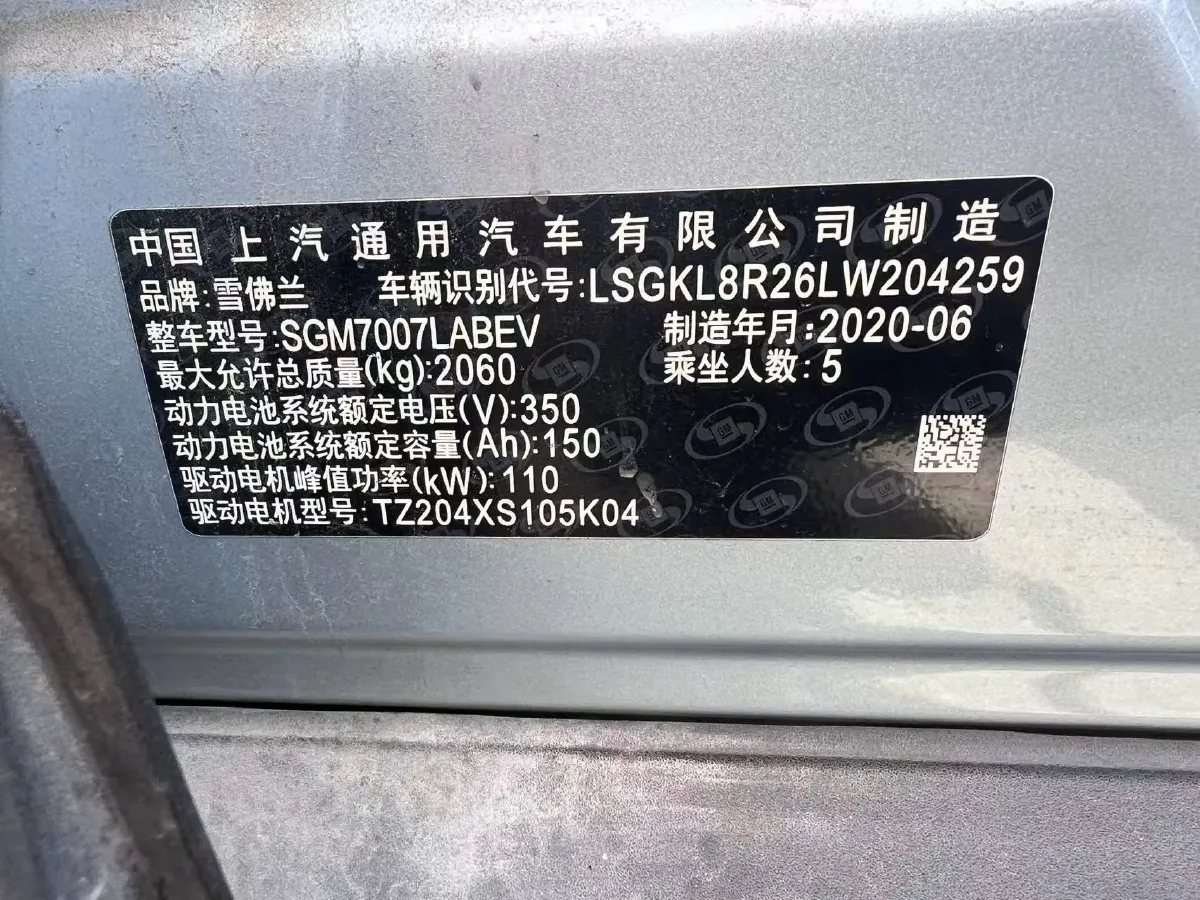 中国 上汽通用汽车有限公司制造
品牌:雪佛兰 车辆识别代号:LSGKL8R26LW204259
整车型号:SGM7007LABEV 制造年月:2020-06
最大允许总质量(kg):2060 乘坐人数:5
动力电池系统额定电压(V):350
动力电池系统额定容量(Ah):150
驱动电机峰值功率(kW):110
驱动电机型号:TZ204XS105K04